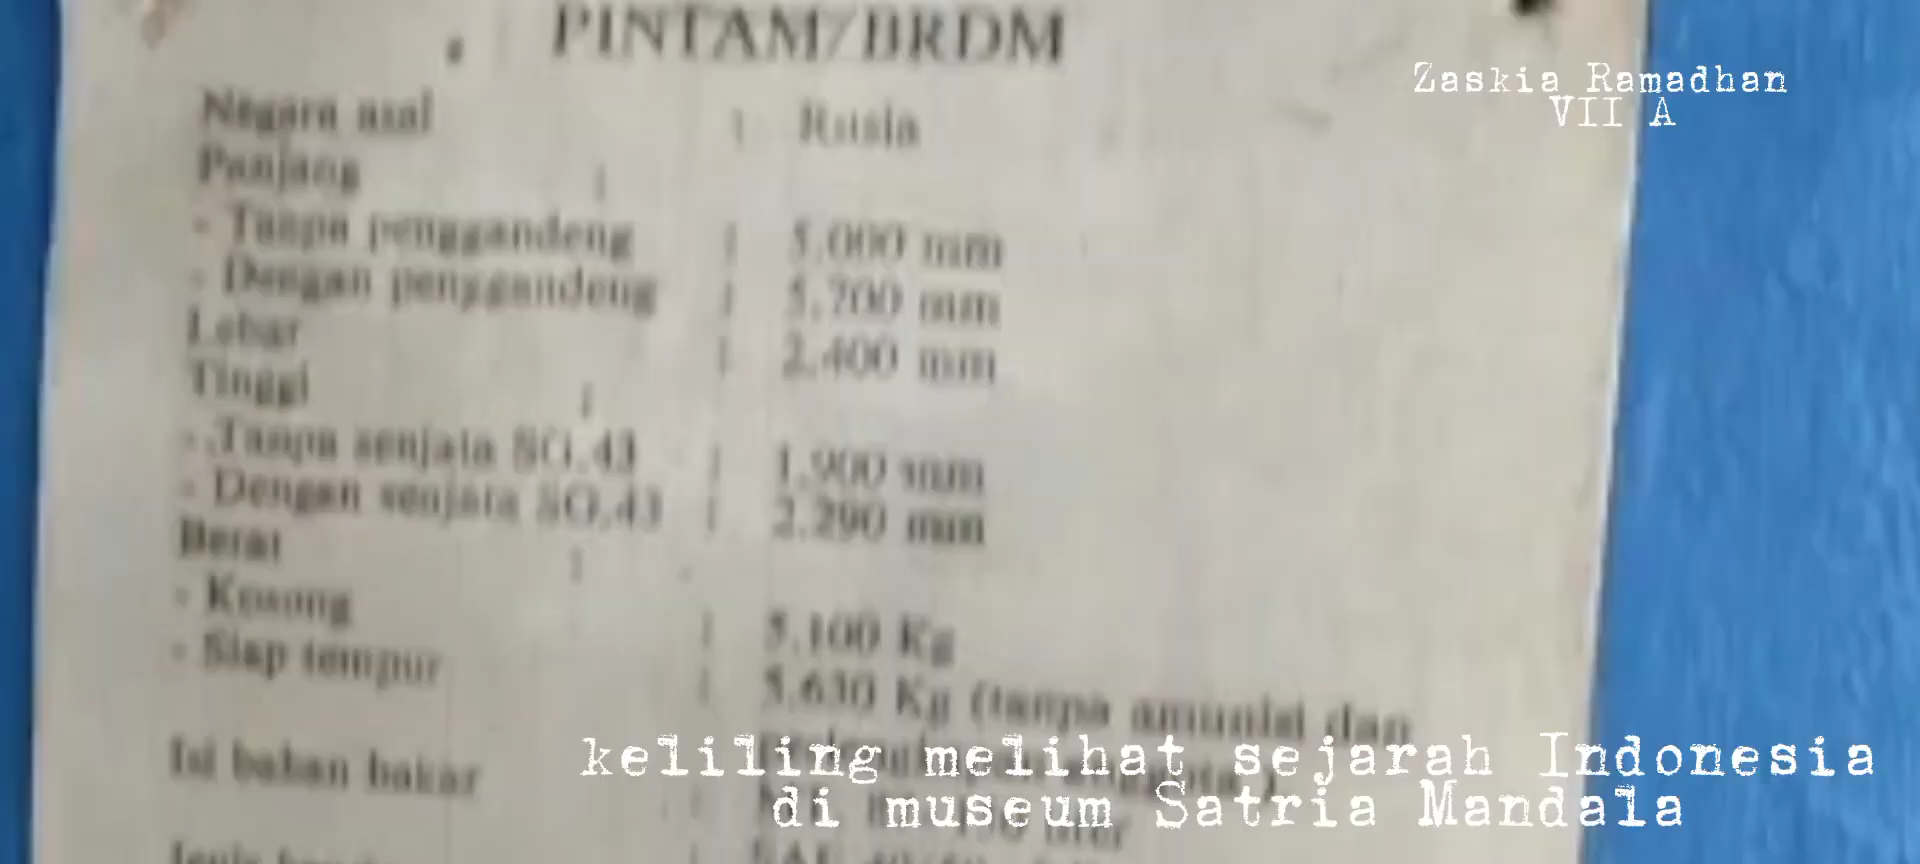 PINTAM/BRDM
Zaskia Ramadhan
VII A
Negara asal : Rusia
Panjang :
- Tanpa penggandeng : 5.000 mm
- Dengan penggandeng : 5.700 mm
Lebar : 2.400 mm
Tinggi :
- Tanpa senjata SG.43 : 1.900 mm
- Dengan senjata SG.43 : 2.290 mm
Berat :
- Kosong : 5.100 Kg
- Siap tempur : 5.630 Kg (tanpa amunisi dan
Isi bahan bakar :
keliling melihat sejarah Indonesia
di museum Satria Mandala